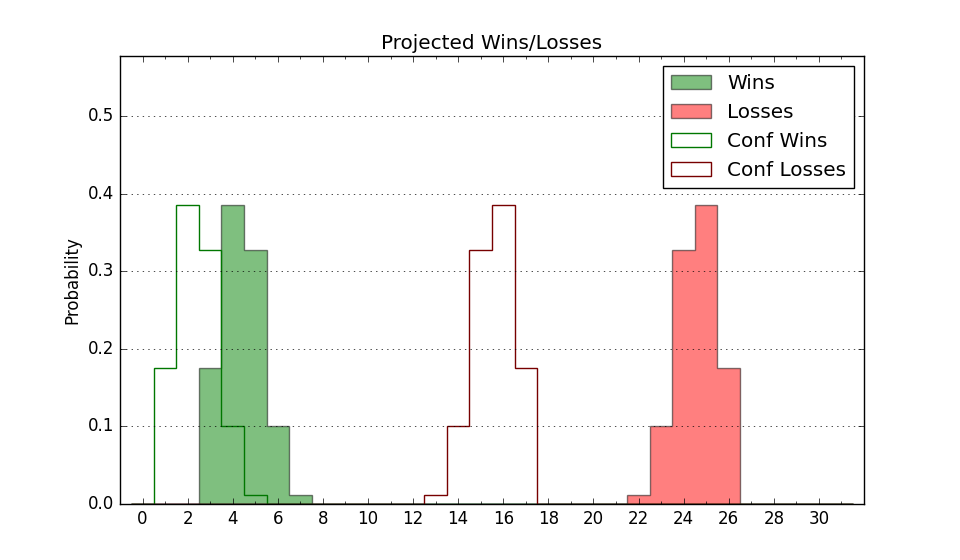 Projected Wins/Losses
Wins
Losses
Conf Wins
Conf Losses
Probability
0.5
0.4
0.3
0.2
0.1
0.0
0 2 4 6 8 10 12 14 16 18 20 22 24 26 28 30